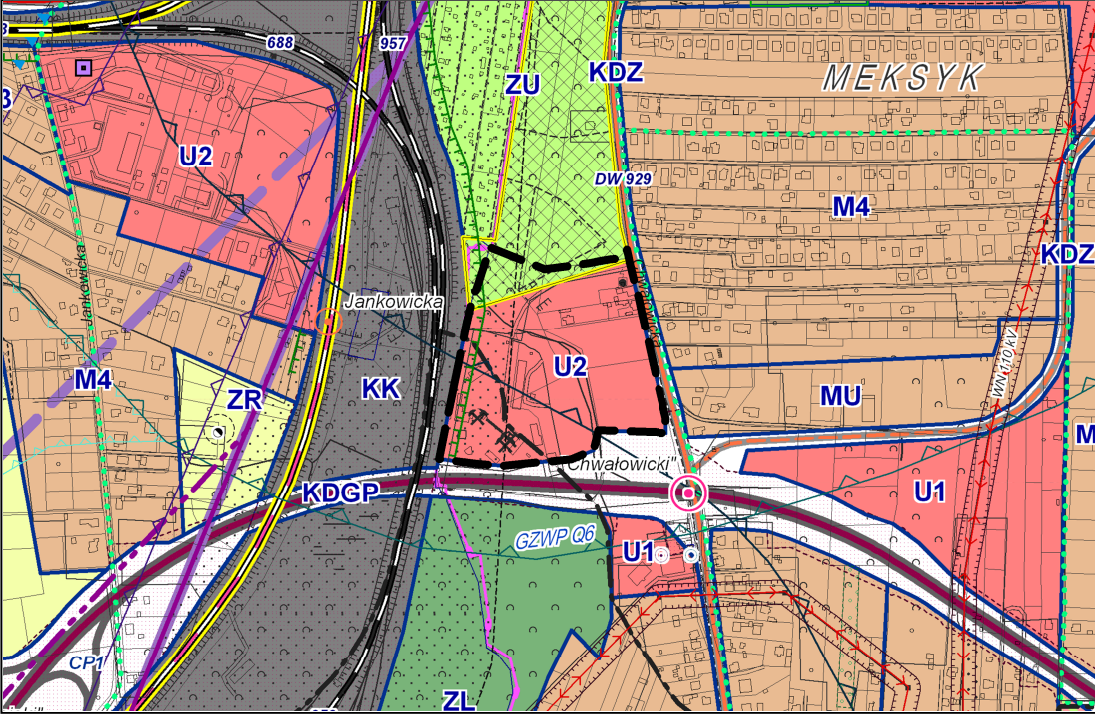 688
957
ZU
KDZ
MEKSYK
U2
DW 929
M4
KDZ
Jankowicka
Jankowicka
U2
WN 110 kV
M4
ZR
KK
MU
Chwałowicki"
U1
KDGP
GZWP Q6
U1
CP1
ZL